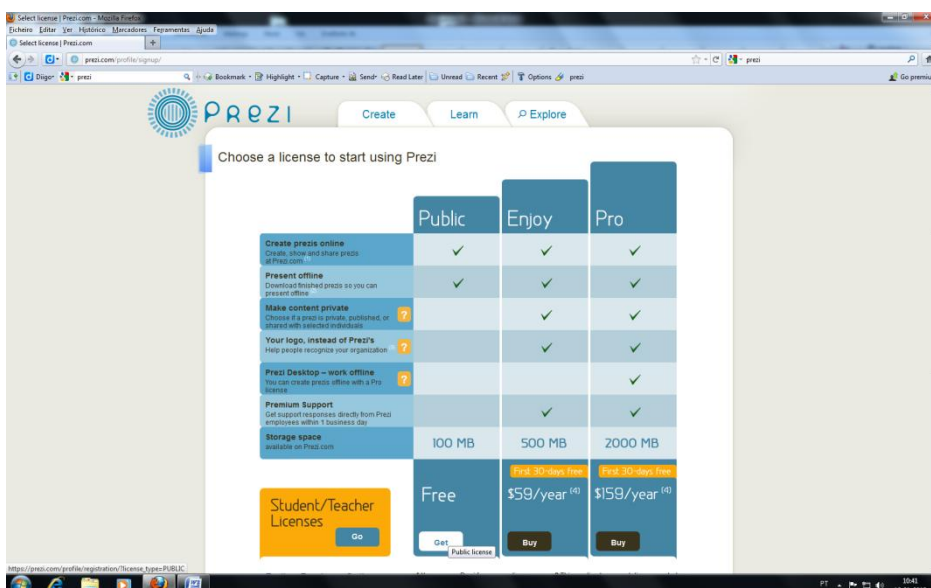 Select license | Prezi.com - Mozilla Firefox
Ficheiro Editar Ver Histórico Marcadores Ferramentas Ajuda
Select license | Prezi.com
prezi.com/profile/signup/
prezi
Diigo
prezi
Bookmark
Highlight
Capture
Send
Read Later
Unread
Recent
Options
prezi
Go premiu
PREZI
Create
Learn
Explore
Choose a license to start using Prezi
Public
Enjoy
Pro
Create prezis online
Create, show and share prezis
at Prezi.com
Present offline
Download finished prezis so you can
present offline
Make content private
Choose if a prezi is private, published, or
shared with selected individuals
?
Your logo, instead of Prezi's
Help people recognize your organization
?
Prezi Desktop – work offline
You can create prezis offline with a Pro
license
?
Premium Support
Get support responses directly from Prezi
employees within 1 business day
Storage space
available on Prezi.com
100 MB
500 MB
2000 MB
First 30-days free
First 30-days free
Free
$59/year (4)
$159/year (4)
Student/Teacher
Licenses
Go
Get
Buy
Buy
Public license
https://prezi.com/profile/registration/?license_type=PUBLIC
PT
10:41